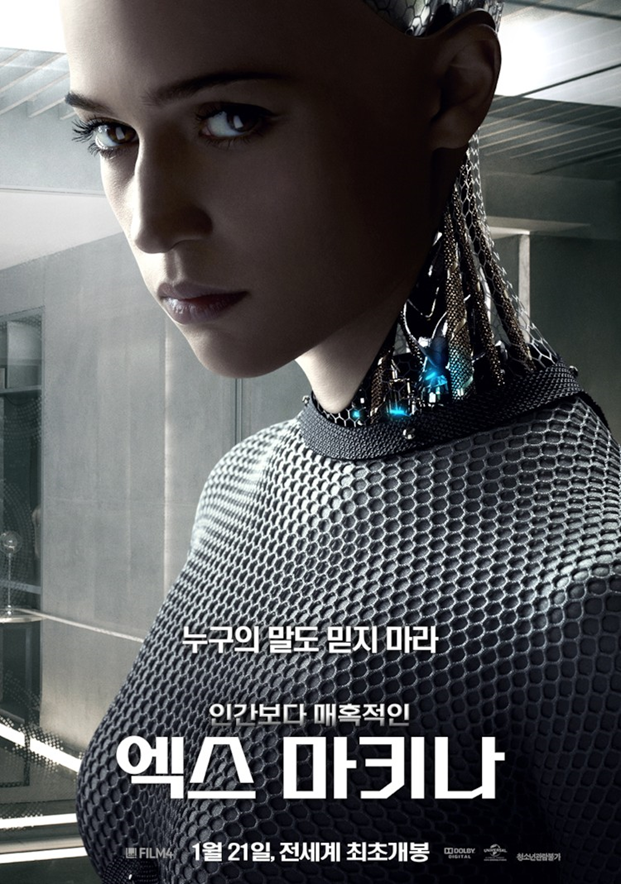 누구의 말도 믿지 마라
인간보다 매혹적인
엑스 마키나
FILM4 1월 21일, 전세계 최초개봉 DOLBY DIGITAL UNIVERSAL 청소년관람불가